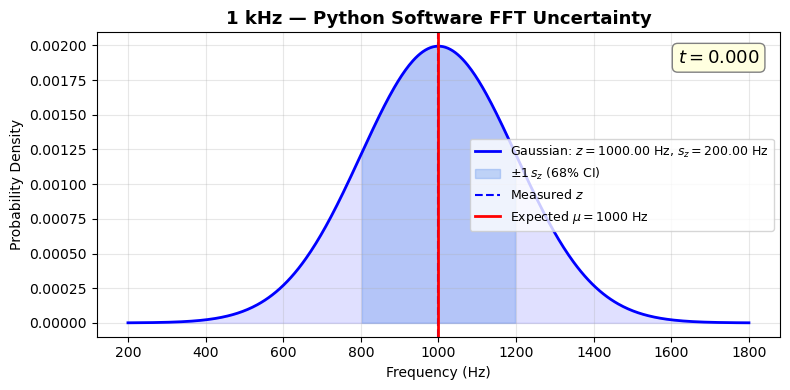 1 kHz — Python Software FFT Uncertainty
t = 0.000
Probability Density
0.00200
0.00175
0.00150
0.00125
0.00100
0.00075
0.00050
0.00025
0.00000
Gaussian: z = 1000.00 Hz, s_z = 200.00 Hz
±1 s_z (68% CI)
Measured z
Expected μ = 1000 Hz
200 400 600 800 1000 1200 1400 1600 1800
Frequency (Hz)